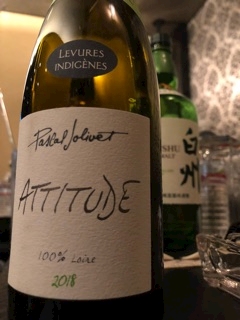 LEVURES
INDIGÈNES
Pascal Jolivet
ATTITUDE
100% Loire
2018
白
州